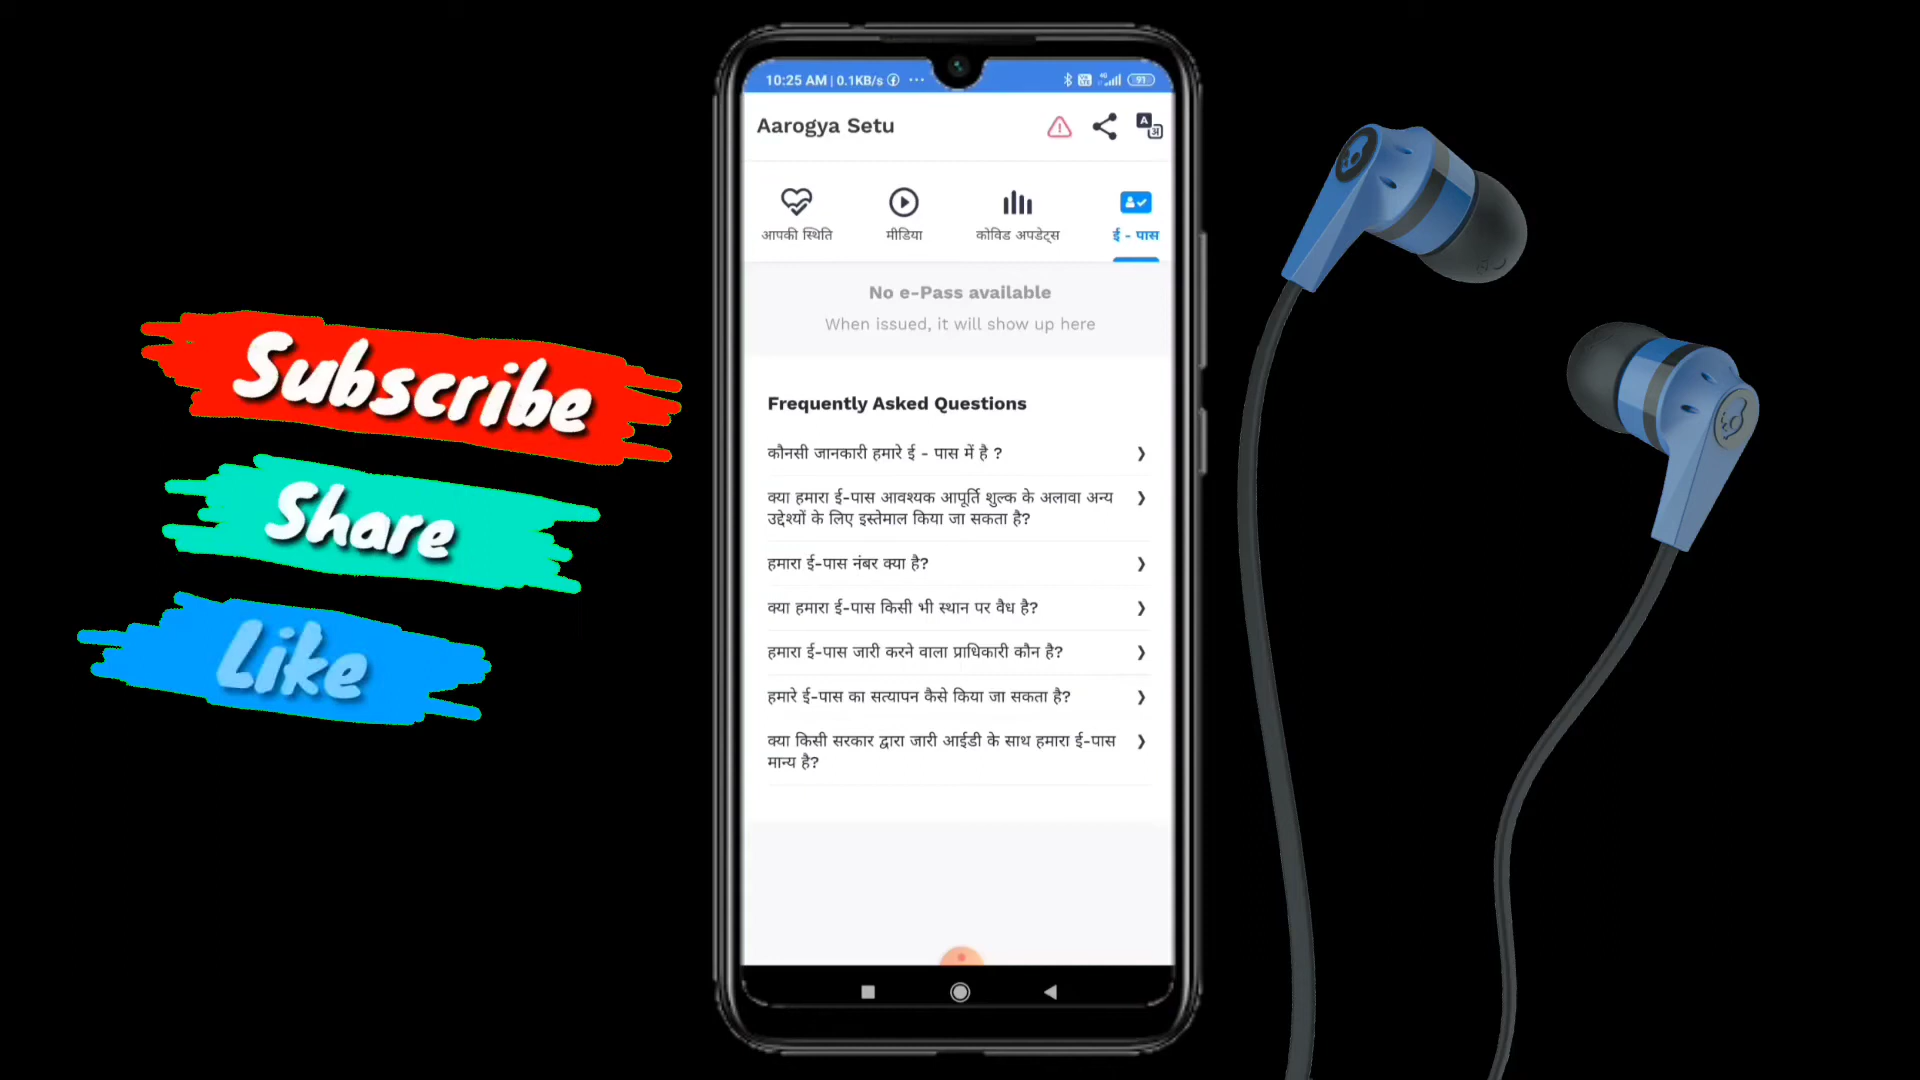 10:25 AM | 0.1KB/s
91
Aarogya Setu
आपकी स्थिति
मीडिया
कोविड अपडेट्स
ई - पास
No e-Pass available
When issued, it will show up here
Frequently Asked Questions
कौनसी जानकारी हमारे ई - पास में है ?
क्या हमारा ई-पास आवश्यक आपूर्ति शुल्क के अलावा अन्य
उद्देश्यों के लिए इस्तेमाल किया जा सकता है?
हमारा ई-पास नंबर क्या है?
क्या हमारा ई-पास किसी भी स्थान पर वैध है?
हमारा ई-पास जारी करने वाला प्राधिकारी कौन है?
हमारे ई-पास का सत्यापन कैसे किया जा सकता है?
क्या किसी सरकार द्वारा जारी आईडी के साथ हमारा ई-पास
मान्य है?
Subscribe
Share
Like